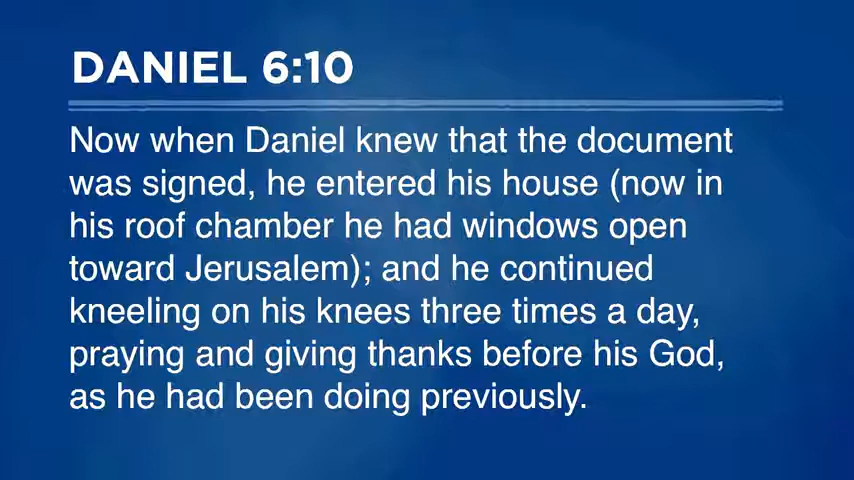 DANIEL 6:10
Now when Daniel knew that the document
was signed, he entered his house (now in
his roof chamber he had windows open
toward Jerusalem); and he continued
kneeling on his knees three times a day,
praying and giving thanks before his God,
as he had been doing previously.